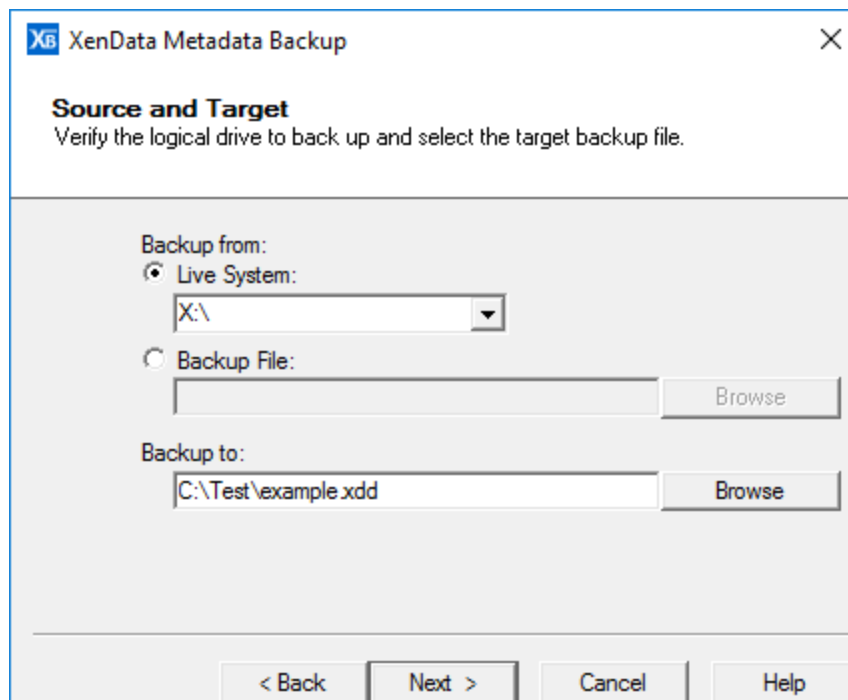 XB XenData Metadata Backup
Source and Target
Verify the logical drive to back up and select the target backup file.
Backup from:
Live System:
X:\
Backup File:
Browse
Backup to:
C:\Test\example.xdd
Browse
< Back Next > Cancel Help